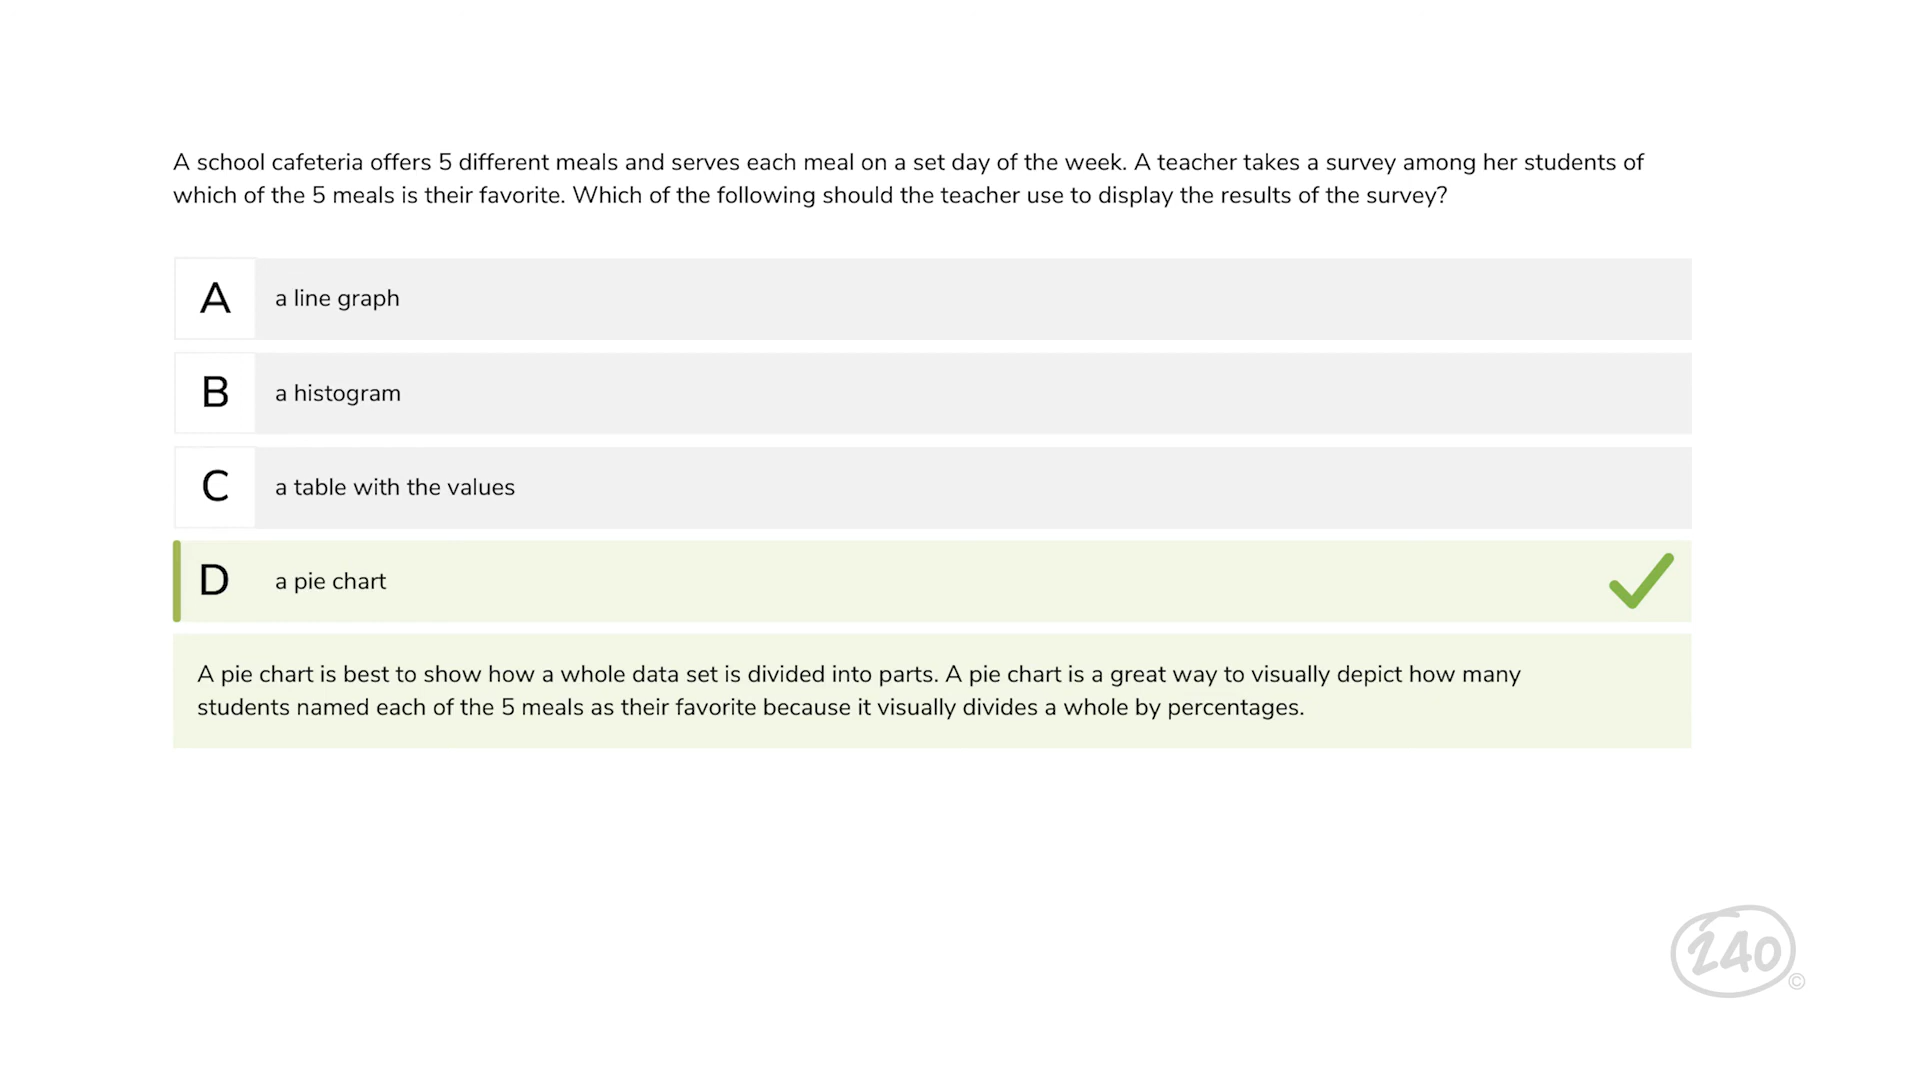 A school cafeteria offers 5 different meals and serves each meal on a set day of the week. A teacher takes a survey among her students of
which of the 5 meals is their favorite. Which of the following should the teacher use to display the results of the survey?
A a line graph
B a histogram
C a table with the values
D a pie chart
A pie chart is best to show how a whole data set is divided into parts. A pie chart is a great way to visually depict how many
students named each of the 5 meals as their favorite because it visually divides a whole by percentages.
240 ©